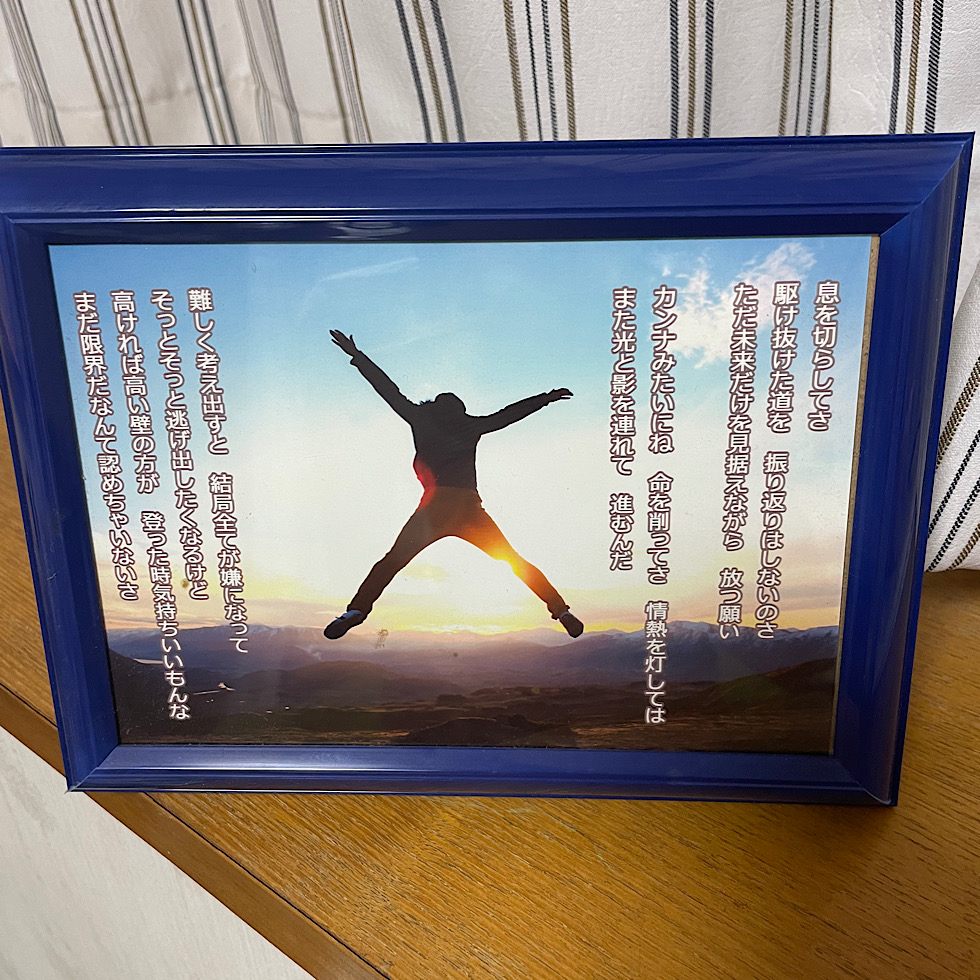 息を切らしてさ
駆け抜けた道を　振り返りはしないのさ
ただ未来だけを見据えながら　放つ願い
カンナみたいにね　命を削ってさ　情熱を灯しては
また光と影を連れて　進むんだ
難しく考え出すと　結局全てが嫌になって
そっとそっと逃げ出したくなるけど
高ければ高い壁の方が　登った時気持ちいいもんな
まだ限界だなんて認めちゃいないさ